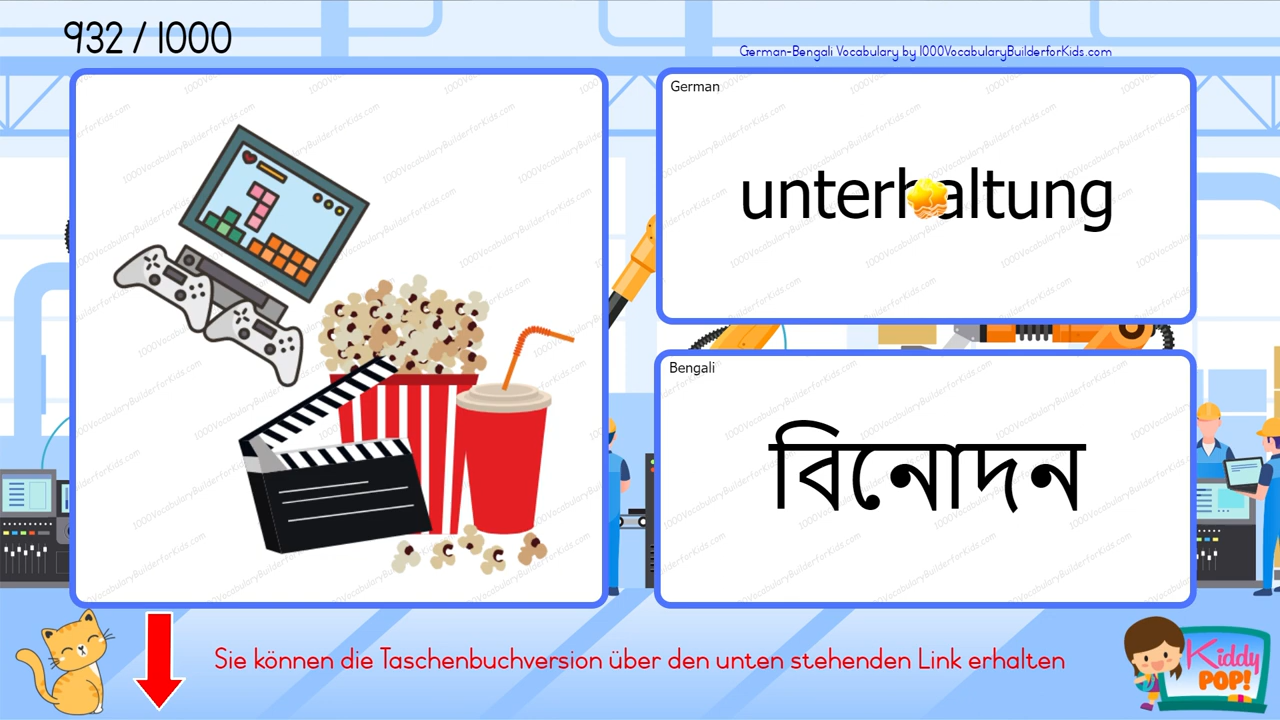 932 / 1000
German-Bengali Vocabulary by 1000VocabularyBuilderforKids.com
German
unterhaltung
Bengali
বিনোদন
Sie können die Taschenbuchversion über den unten stehenden Link erhalten
Kiddy
POP!